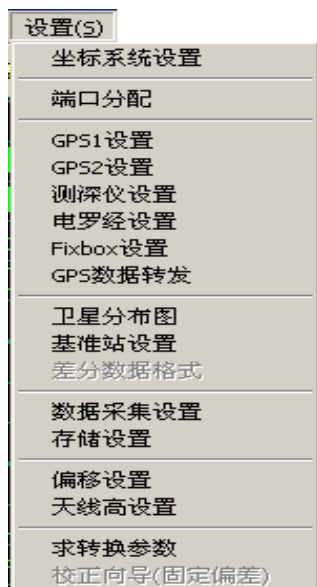 设置(S)
坐标系统设置
端口分配
GPS1设置
GPS2设置
测深仪设置
电罗经设置
Fixbox设置
GPS数据转发
卫星分布图
基准站设置
差分数据格式
数据采集设置
存储设置
偏移设置
天线高设置
求转换参数
校正向导(固定偏差)